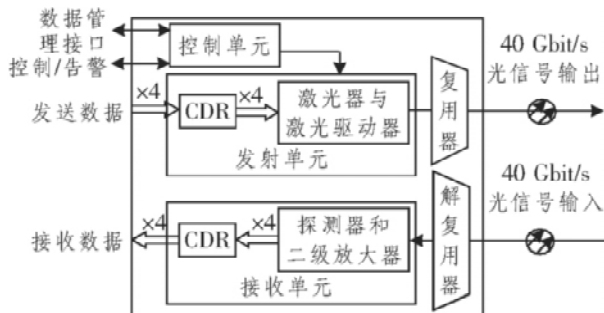 数据管
理接口
控制/告警
控制单元
40 Gbit/s
光信号输出
发送数据
×4
CDR
×4
激光器与
激光驱动器
发射单元
复用器
40 Gbit/s
光信号输入
接收数据
×4
CDR
×4
探测器和
二级放大器
接收单元
解复用器